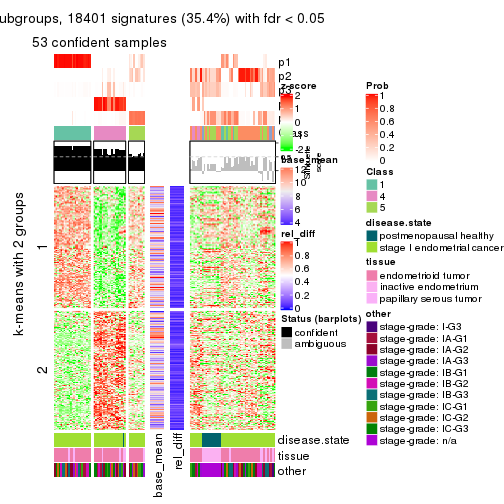 ubgroups, 18401 signatures (35.4%) with fdr < 0.05
53 confident samples
p1
p2
z-score
2
1
-2
base_mean
12
10
8
6
4
rel_diff
1
0.8
0.6
0.4
0.2
0
Status (barplots)
confident
ambiguous
Prob
1
0.8
0.6
0.4
0.2
0
Class
1
4
5
disease.state
postmenopausal healthy
stage I endometrial cancer
tissue
endometrioid tumor
inactive endometrium
papillary serous tumor
other
stage-grade: I-G3
stage-grade: IA-G1
stage-grade: IA-G2
stage-grade: IA-G3
stage-grade: IB-G1
stage-grade: IB-G2
stage-grade: IB-G3
stage-grade: IC-G1
stage-grade: IC-G2
stage-grade: IC-G3
stage-grade: n/a
k-means with 2 groups
1
2
disease.state
tissue
other
base_mean
rel_diff